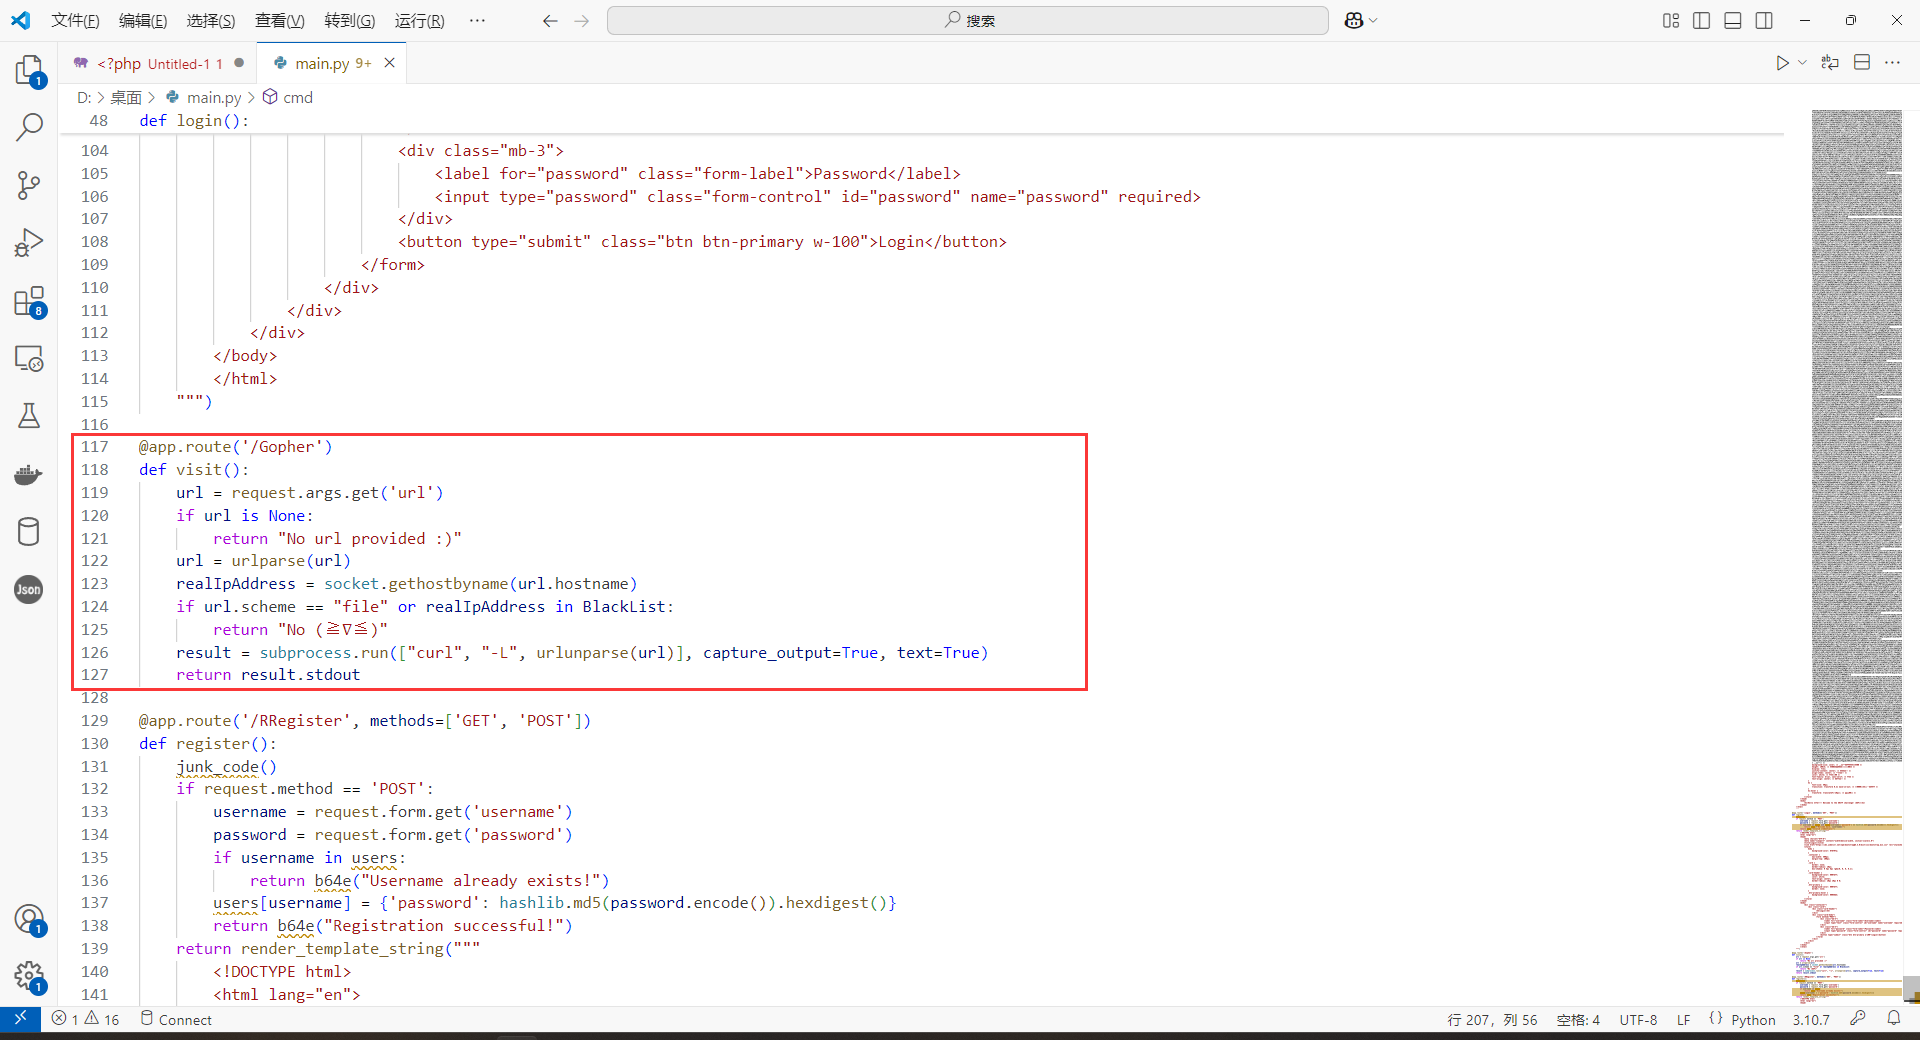 文件(F) 编辑(E) 选择(S) 查看(V) 转到(G) 运行(R) ··· 搜索
<?php Untitled-1 1 main.py 9+
D: > 桌面 > main.py > cmd
48 def login():
104 <div class="mb-3">
105 <label for="password" class="form-label">Password</label>
106 <input type="password" class="form-control" id="password" name="password" required>
107 </div>
108 <button type="submit" class="btn btn-primary w-100">Login</button>
109 </form>
110 </div>
111 </div>
112 </div>
113 </body>
114 </html>
115 """)
116
117 @app.route('/Gopher')
118 def visit():
119 url = request.args.get('url')
120 if url is None:
121 return "No url provided :)"
122 url = urlparse(url)
123 realIpAddress = socket.gethostbyname(url.hostname)
124 if url.scheme == "file" or realIpAddress in BlackList:
125 return "No (≧∇≦)"
126 result = subprocess.run(["curl", "-L", urlunparse(url)], capture_output=True, text=True)
127 return result.stdout
128
129 @app.route('/RRegister', methods=['GET', 'POST'])
130 def register():
131 junk_code()
132 if request.method == 'POST':
133 username = request.form.get('username')
134 password = request.form.get('password')
135 if username in users:
136 return b64e("Username already exists!")
137 users[username] = {'password': hashlib.md5(password.encode()).hexdigest()}
138 return b64e("Registration successful!")
139 return render_template_string("""
140 <!DOCTYPE html>
141 <html lang="en">
1
8
Json
1
1
1 16 Connect 行 207，列 56 空格: 4 UTF-8 LF {} Python 3.10.7